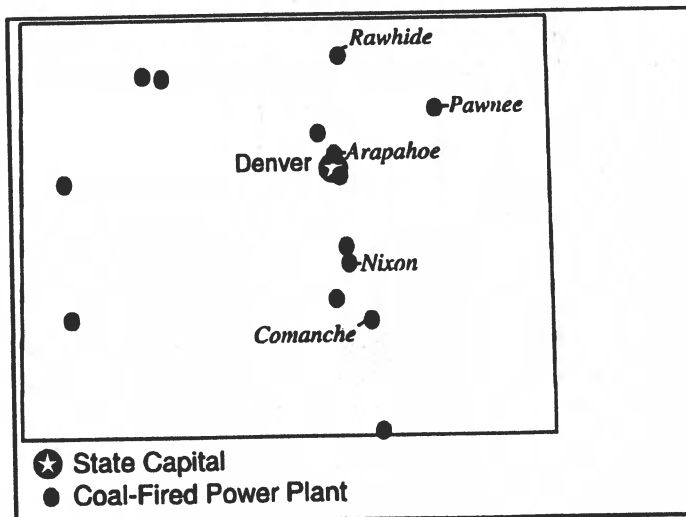 Rawhide
Pawnee
Arapahoe
Denver
Nixon
Comanche
State Capital
Coal-Fired Power Plant